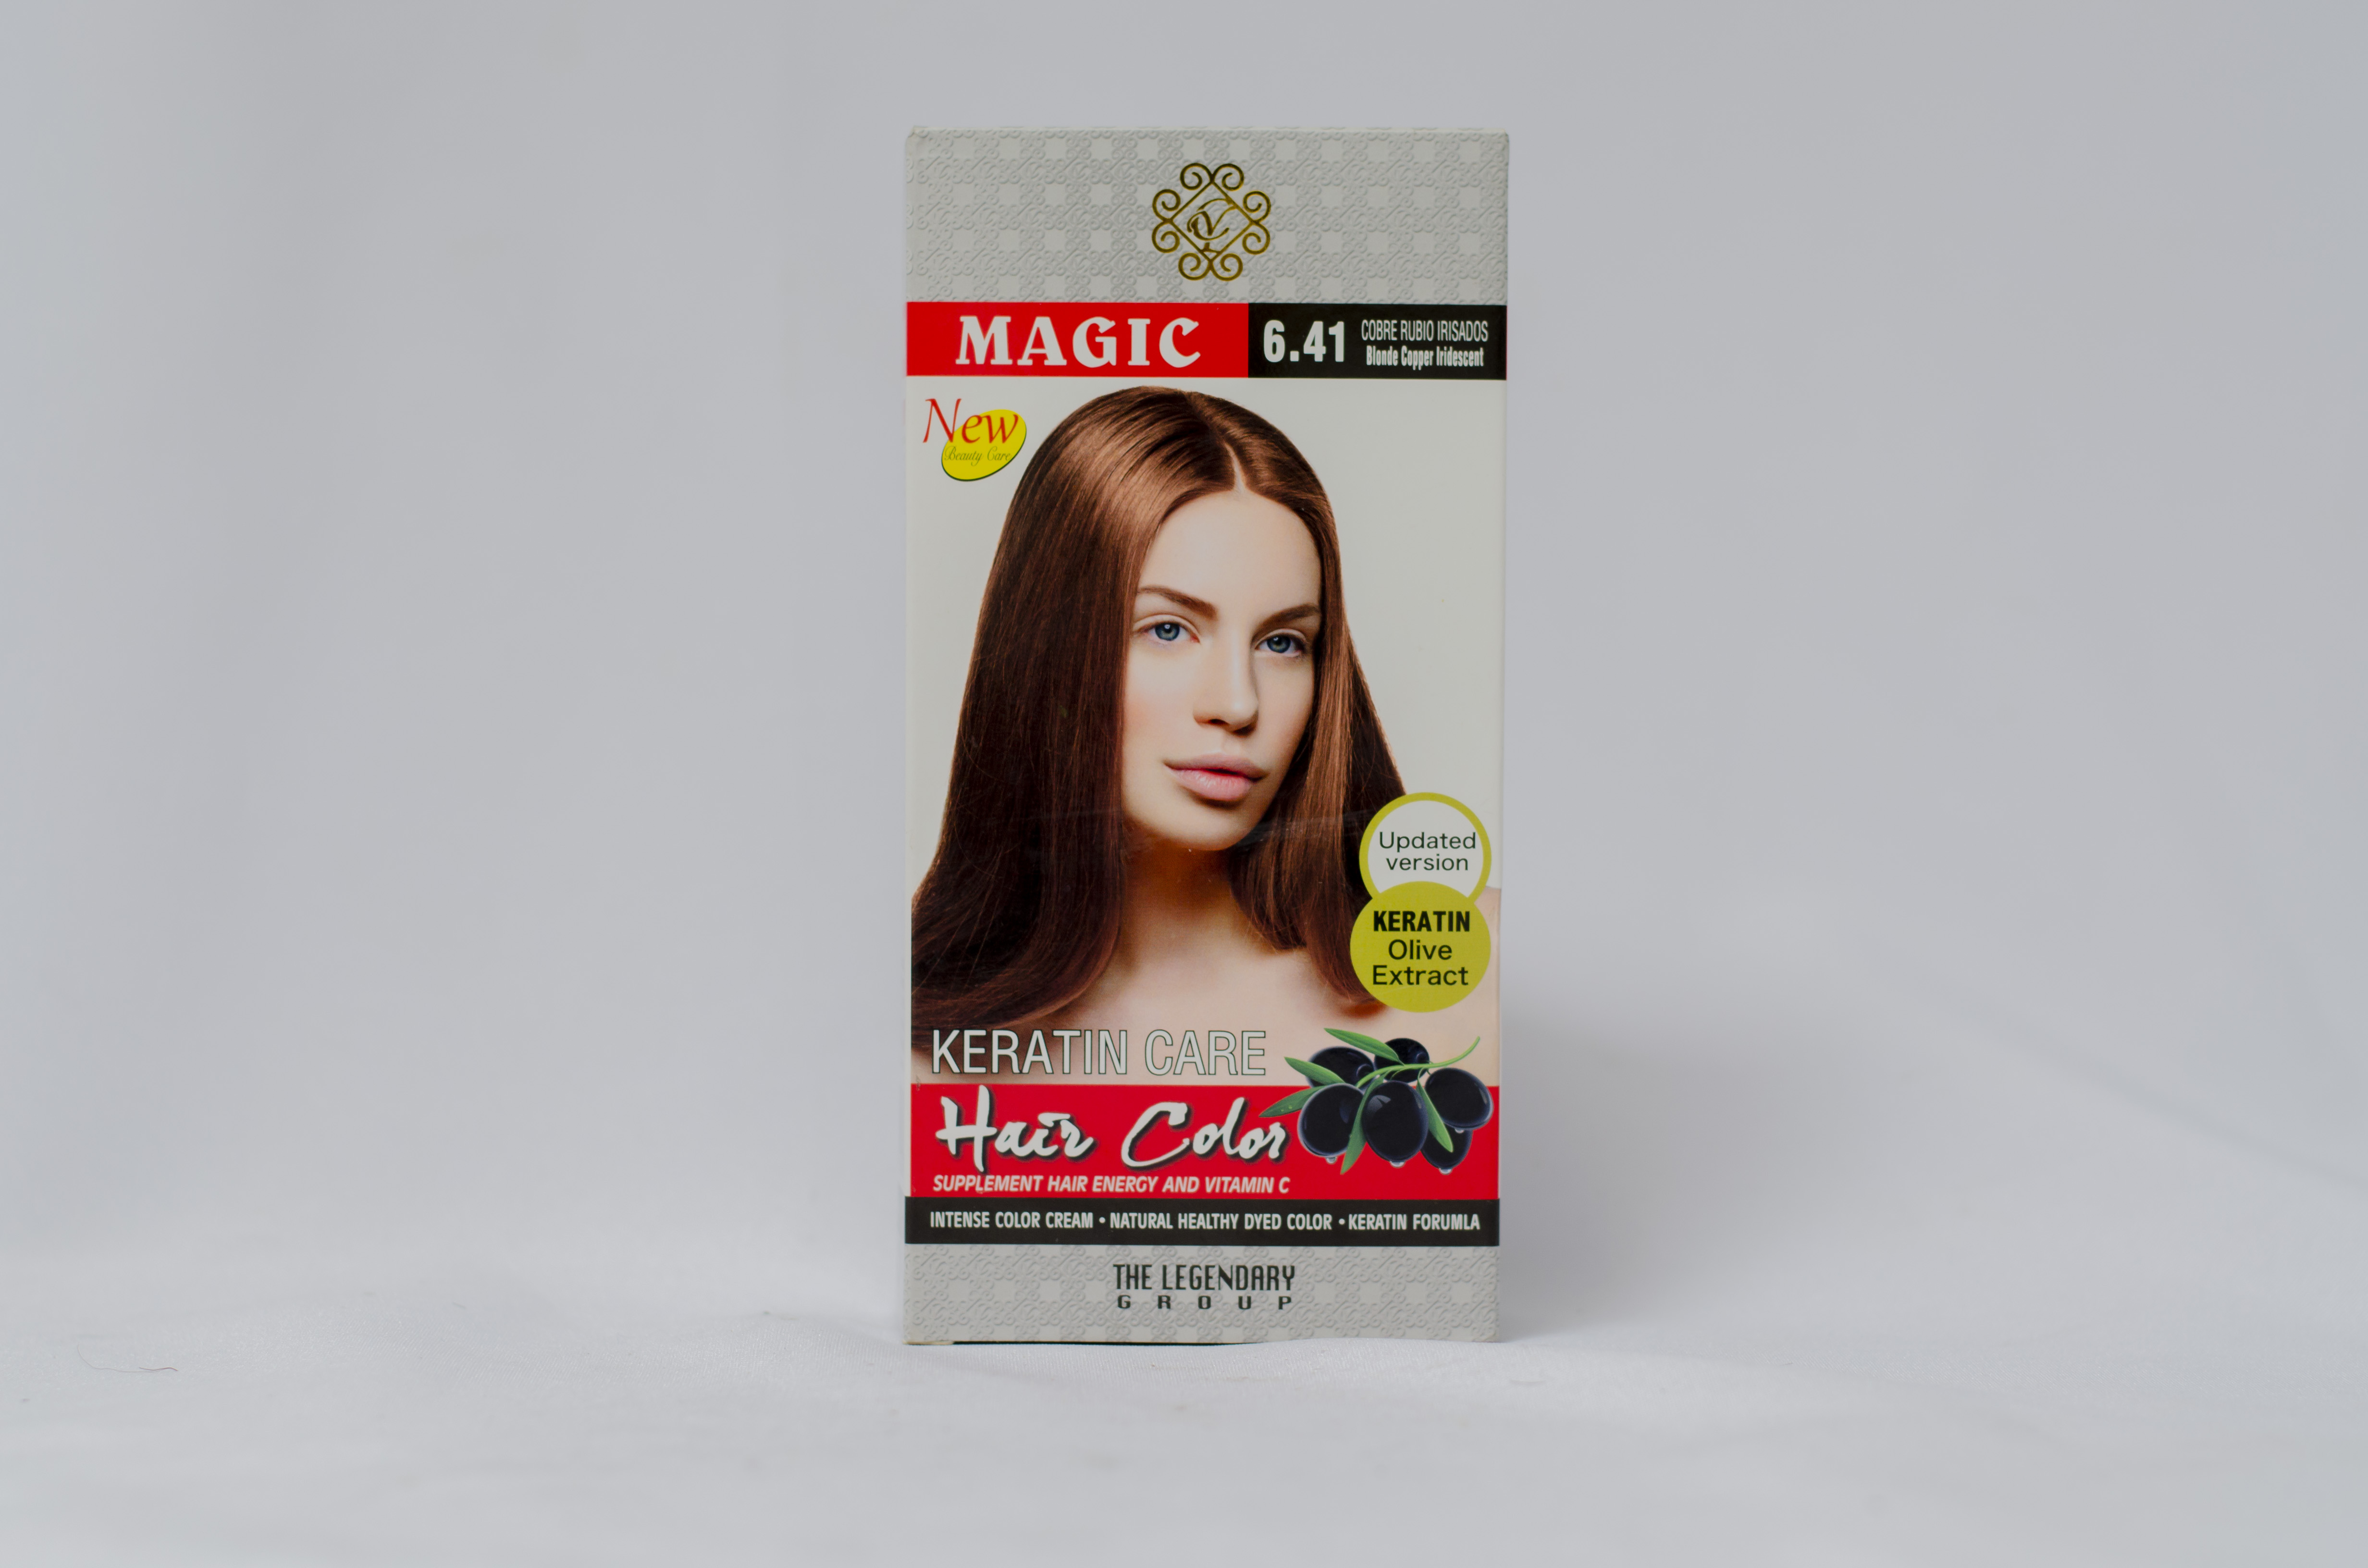 MAGIC
6.41
COBRE RUBIO IRISADOS
Blonde Copper Iridescent
New
Beauty Care
Updated
version
KERATIN
Olive
Extract
KERATIN CARE
Hair Color
SUPPLEMENT HAIR ENERGY AND VITAMIN C
INTENSE COLOR CREAM • NATURAL HEALTHY DYED COLOR • KERATIN FORUMLA
THE LEGENDARY
GROUP